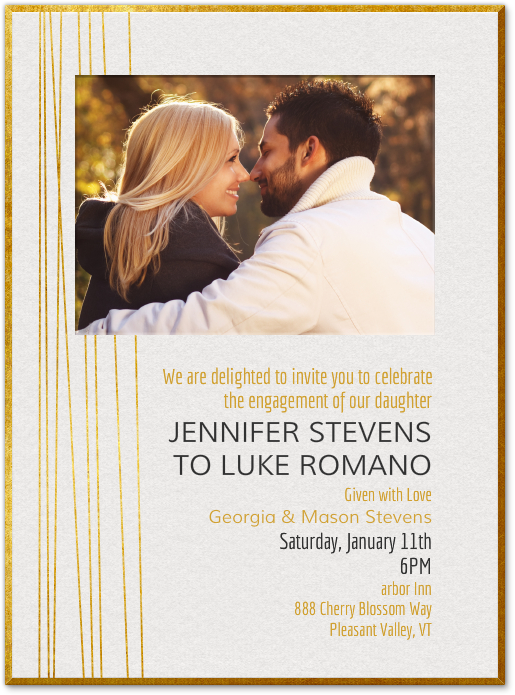 We are delighted to invite you to celebrate
the engagement of our daughter
JENNIFER STEVENS
TO LUKE ROMANO
Given with Love
Georgia & Mason Stevens
Saturday, January 11th
6PM
arbor Inn
888 Cherry Blossom Way
Pleasant Valley, VT